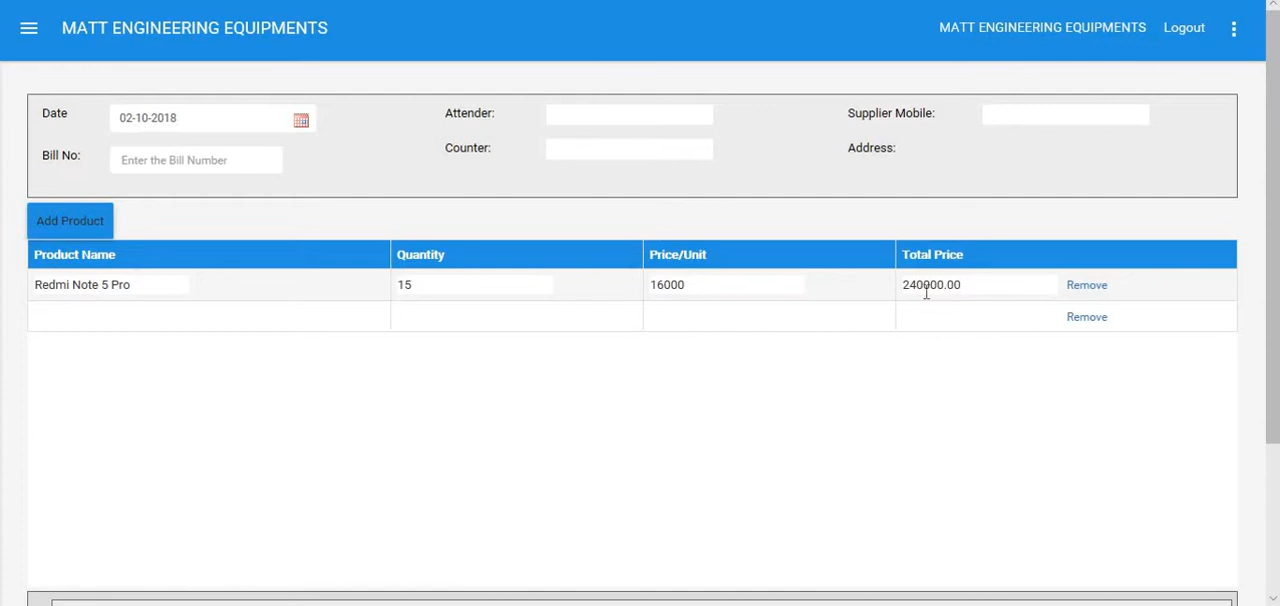 MATT ENGINEERING EQUIPMENTS MATT ENGINEERING EQUIPMENTS Logout
Date 02-10-2018 Attender: Supplier Mobile:
Bill No: Enter the Bill Number Counter: Address:
Add Product
Product Name Quantity Price/Unit Total Price
Redmi Note 5 Pro 15 16000 240000.00 Remove
Remove